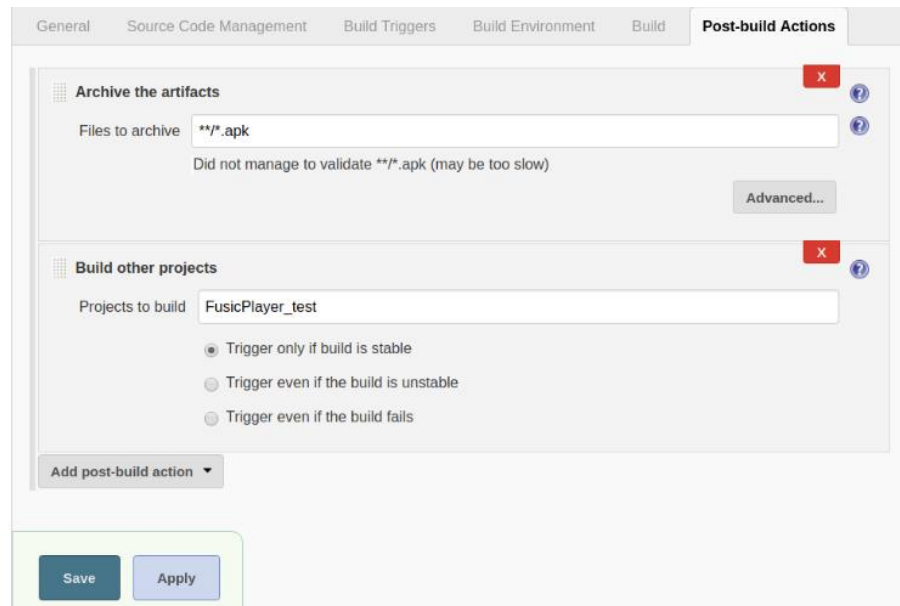 General Source Code Management Build Triggers Build Environment Build Post-build Actions
X
Archive the artifacts ?
Files to archive **/*.apk ?
Did not manage to validate **/*.apk (may be too slow)
Advanced...
X
Build other projects ?
Projects to build FusicPlayer_test
Trigger only if build is stable
Trigger even if the build is unstable
Trigger even if the build fails
Add post-build action
Save Apply